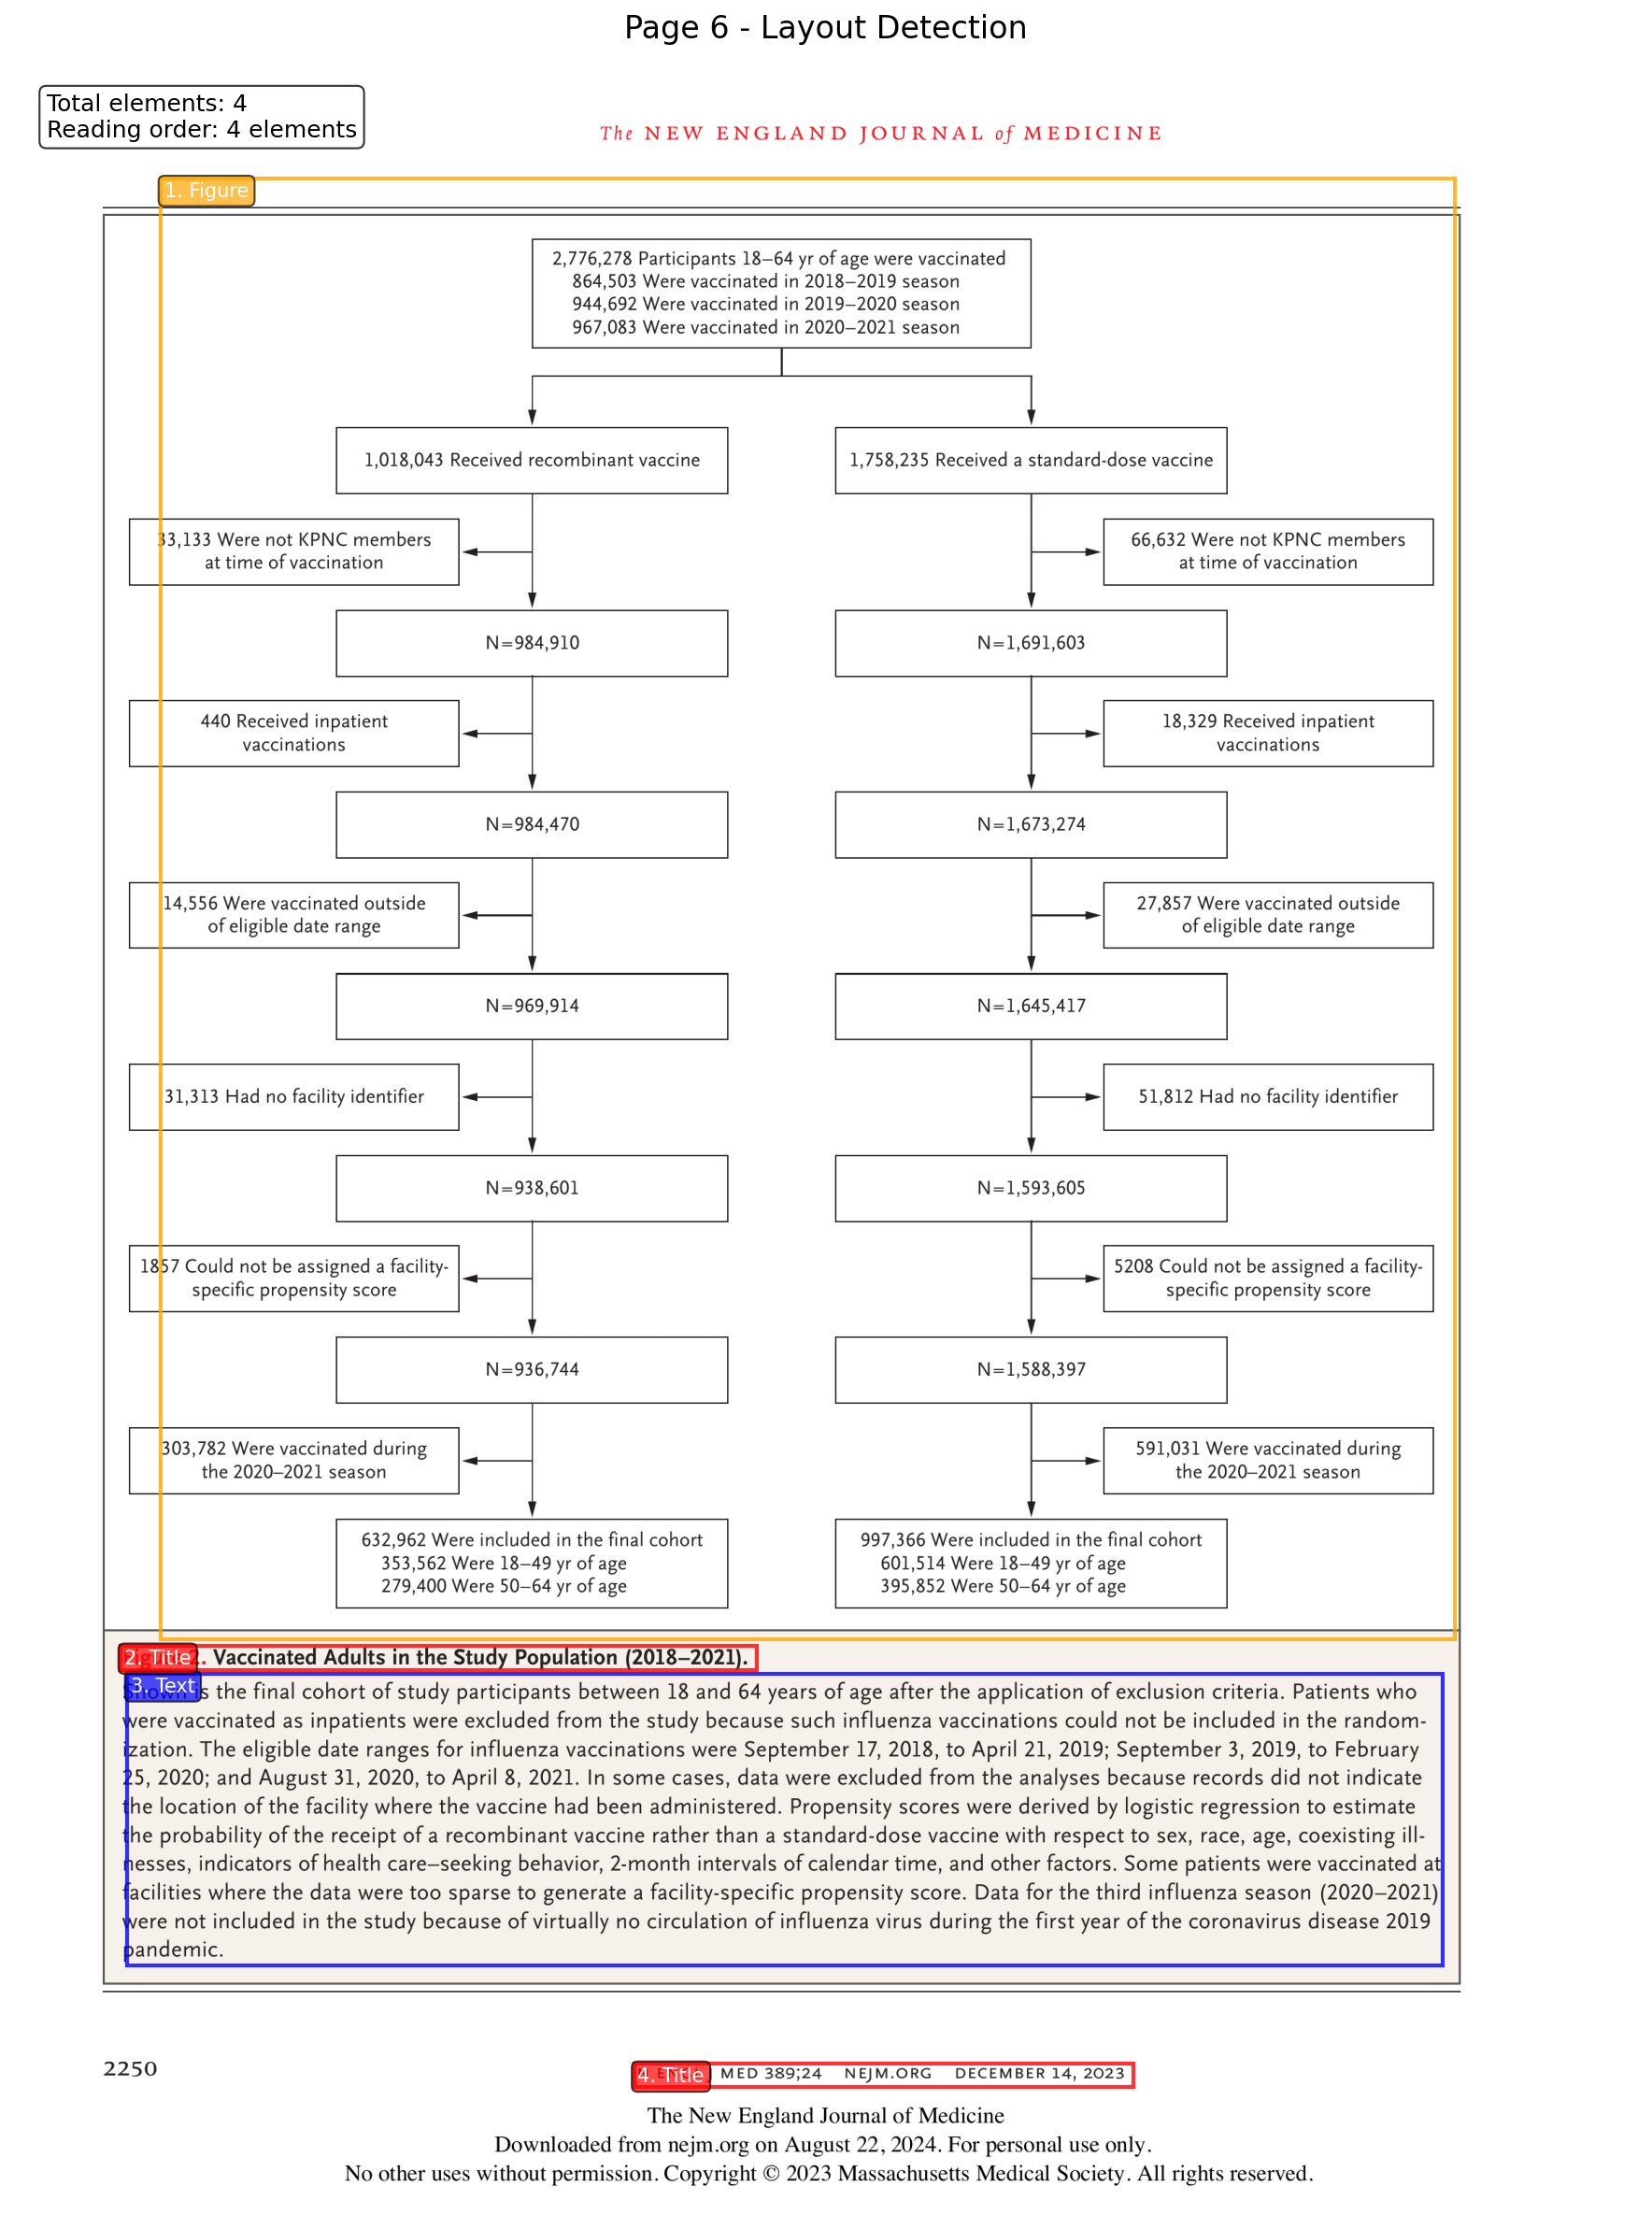 Page 6 - Layout Detection
Total elements: 4
Reading order: 4 elements
The NEW ENGLAND JOURNAL of MEDICINE
1. Figure
2,776,278 Participants 18–64 yr of age were vaccinated
864,503 Were vaccinated in 2018–2019 season
944,692 Were vaccinated in 2019–2020 season
967,083 Were vaccinated in 2020–2021 season
1,018,043 Received recombinant vaccine
1,758,235 Received a standard-dose vaccine
33,133 Were not KPNC members
at time of vaccination
66,632 Were not KPNC members
at time of vaccination
N=984,910
N=1,691,603
440 Received inpatient
vaccinations
18,329 Received inpatient
vaccinations
N=984,470
N=1,673,274
14,556 Were vaccinated outside
of eligible date range
27,857 Were vaccinated outside
of eligible date range
N=969,914
N=1,645,417
31,313 Had no facility identifier
51,812 Had no facility identifier
N=938,601
N=1,593,605
1857 Could not be assigned a facility-
specific propensity score
5208 Could not be assigned a facility-
specific propensity score
N=936,744
N=1,588,397
303,782 Were vaccinated during
the 2020–2021 season
591,031 Were vaccinated during
the 2020–2021 season
632,962 Were included in the final cohort
353,562 Were 18–49 yr of age
279,400 Were 50–64 yr of age
997,366 Were included in the final cohort
601,514 Were 18–49 yr of age
395,852 Were 50–64 yr of age
2. Title
2. Vaccinated Adults in the Study Population (2018–2021).
3. Text
Shown is the final cohort of study participants between 18 and 64 years of age after the application of exclusion criteria. Patients who
were vaccinated as inpatients were excluded from the study because such influenza vaccinations could not be included in the random-
ization. The eligible date ranges for influenza vaccinations were September 17, 2018, to April 21, 2019; September 3, 2019, to February
25, 2020; and August 31, 2020, to April 8, 2021. In some cases, data were excluded from the analyses because records did not indicate
the location of the facility where the vaccine had been administered. Propensity scores were derived by logistic regression to estimate
the probability of the receipt of a recombinant vaccine rather than a standard-dose vaccine with respect to sex, race, age, coexisting ill-
nesses, indicators of health care–seeking behavior, 2-month intervals of calendar time, and other factors. Some patients were vaccinated at
facilities where the data were too sparse to generate a facility-specific propensity score. Data for the third influenza season (2020–2021)
were not included in the study because of virtually no circulation of influenza virus during the first year of the coronavirus disease 2019
pandemic.
2250
4. Title
MED 389;24 NEJM.ORG DECEMBER 14, 2023
The New England Journal of Medicine
Downloaded from nejm.org on August 22, 2024. For personal use only.
No other uses without permission. Copyright © 2023 Massachusetts Medical Society. All rights reserved.